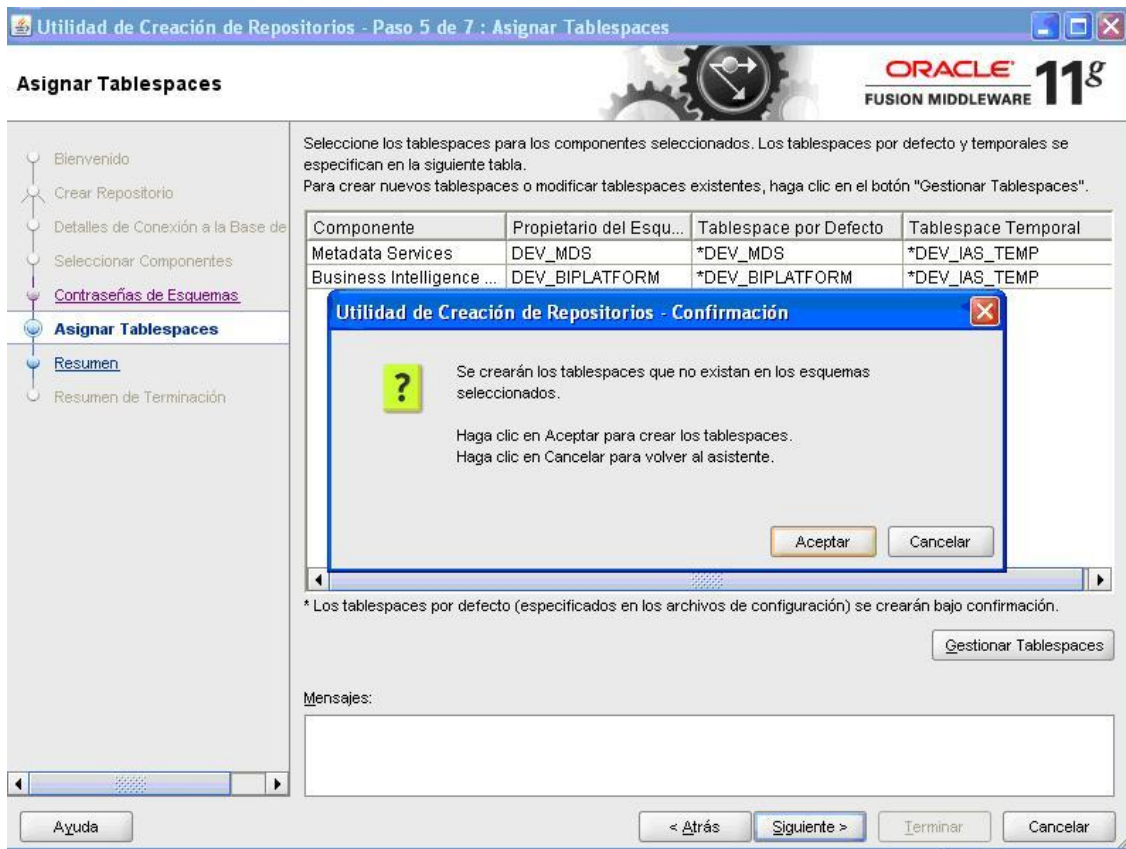 Utilidad de Creación de Repositorios - Paso 5 de 7 : Asignar Tablespaces
Asignar Tablespaces
ORACLE
FUSION MIDDLEWARE
11g
Bienvenido
Crear Repositorio
Detalles de Conexión a la Base de
Seleccionar Componentes
Contraseñas de Esquemas
Asignar Tablespaces
Resumen
Resumen de Terminación
Seleccione los tablespaces para los componentes seleccionados. Los tablespaces por defecto y temporales se
especifican en la siguiente tabla.
Para crear nuevos tablespaces o modificar tablespaces existentes, haga clic en el botón "Gestionar Tablespaces".
Componente Propietario del Esqu... Tablespace por Defecto Tablespace Temporal
Metadata Services DEV_MDS *DEV_MDS *DEV_IAS_TEMP
Business Intelligence ... DEV_BIPLATFORM *DEV_BIPLATFORM *DEV_IAS_TEMP
Utilidad de Creación de Repositorios - Confirmación
?
Se crearán los tablespaces que no existan en los esquemas
seleccionados.
Haga clic en Aceptar para crear los tablespaces.
Haga clic en Cancelar para volver al asistente.
Aceptar Cancelar
* Los tablespaces por defecto (especificados en los archivos de configuración) se crearán bajo confirmación.
Gestionar Tablespaces
Mensajes:
Ayuda < Atrás Siguiente > Terminar Cancelar